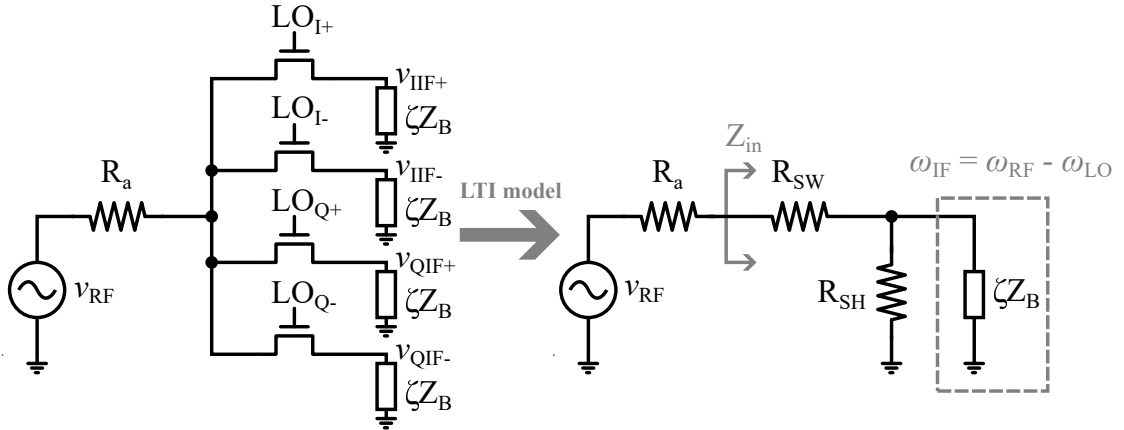 LO_I+
v_IIF+
ζZ_B
LO_I-
v_IIF-
ζZ_B
R_a
LO_Q+
v_RF
v_QIF+
ζZ_B
LO_Q-
v_QIF-
ζZ_B
LTI model
Z_in
R_a
R_SW
ω_IF = ω_RF - ω_LO
v_RF
R_SH
ζZ_B